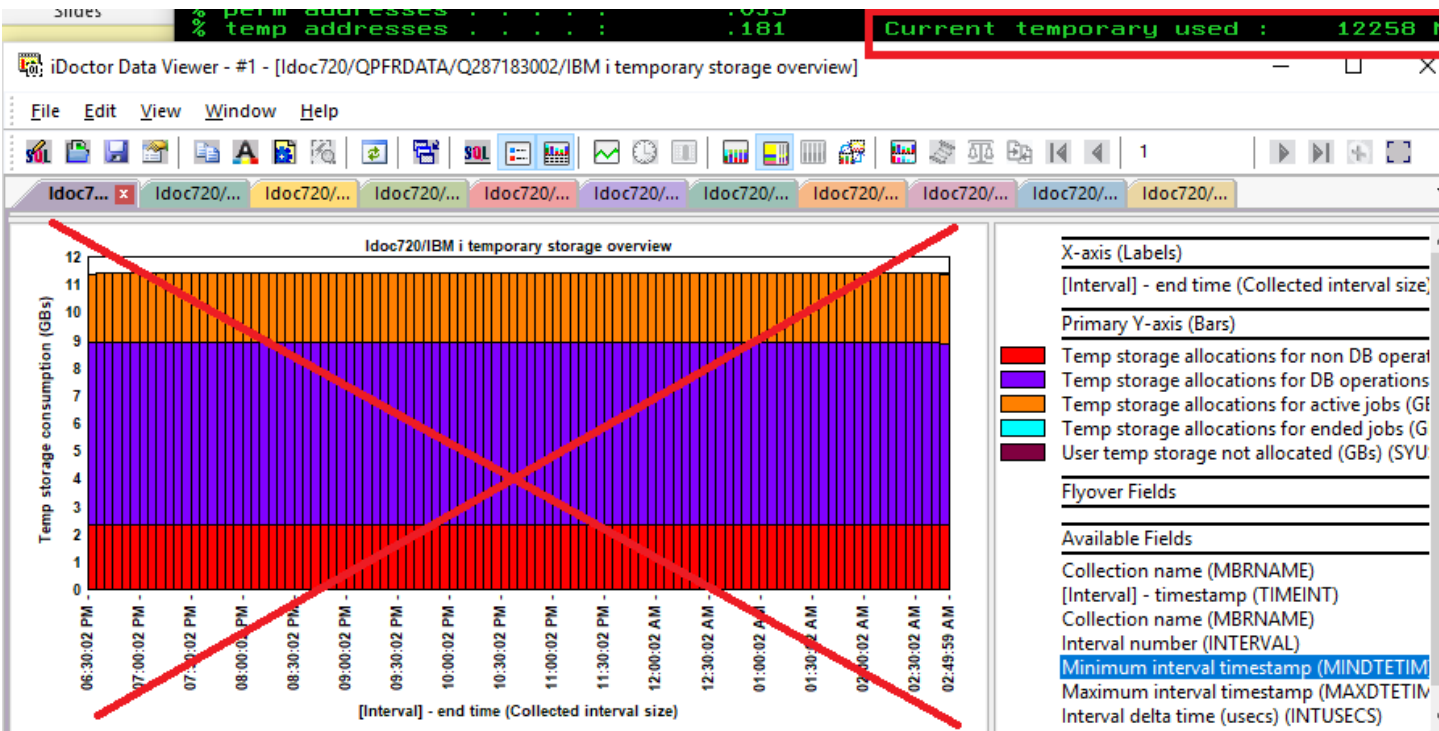 Slides
% perm addresses . . . . : .053
% temp addresses . . . . : .181 Current temporary used : 12258 M
iDoctor Data Viewer - #1 - [Idoc720/QPFRDATA/Q287183002/IBM i temporary storage overview]
File Edit View Window Help
SQL SQL 1
Idoc7... Idoc720/... Idoc720/... Idoc720/... Idoc720/... Idoc720/... Idoc720/... Idoc720/... Idoc720/... Idoc720/... Idoc720/...
Idoc720/IBM i temporary storage overview
Temp storage consumption (GBs)
12
11
10
9
8
7
6
5
4
3
2
1
0
06:30:02 PM
07:00:02 PM
07:30:02 PM
08:00:02 PM
08:30:02 PM
09:00:02 PM
09:30:02 PM
10:00:02 PM
10:30:02 PM
11:00:02 PM
11:30:02 PM
12:00:02 AM
12:30:02 AM
01:00:02 AM
01:30:02 AM
02:00:02 AM
02:30:02 AM
02:49:59 AM
[Interval] - end time (Collected interval size)
X-axis (Labels)
[Interval] - end time (Collected interval size)
Primary Y-axis (Bars)
Temp storage allocations for non DB operat
Temp storage allocations for DB operations
Temp storage allocations for active jobs (GB
Temp storage allocations for ended jobs (G
User temp storage not allocated (GBs) (SYU
Flyover Fields
Available Fields
Collection name (MBRNAME)
[Interval] - timestamp (TIMEINT)
Collection name (MBRNAME)
Interval number (INTERVAL)
Minimum interval timestamp (MINDTETIM
Maximum interval timestamp (MAXDTETIM
Interval delta time (usecs) (INTUSECS)